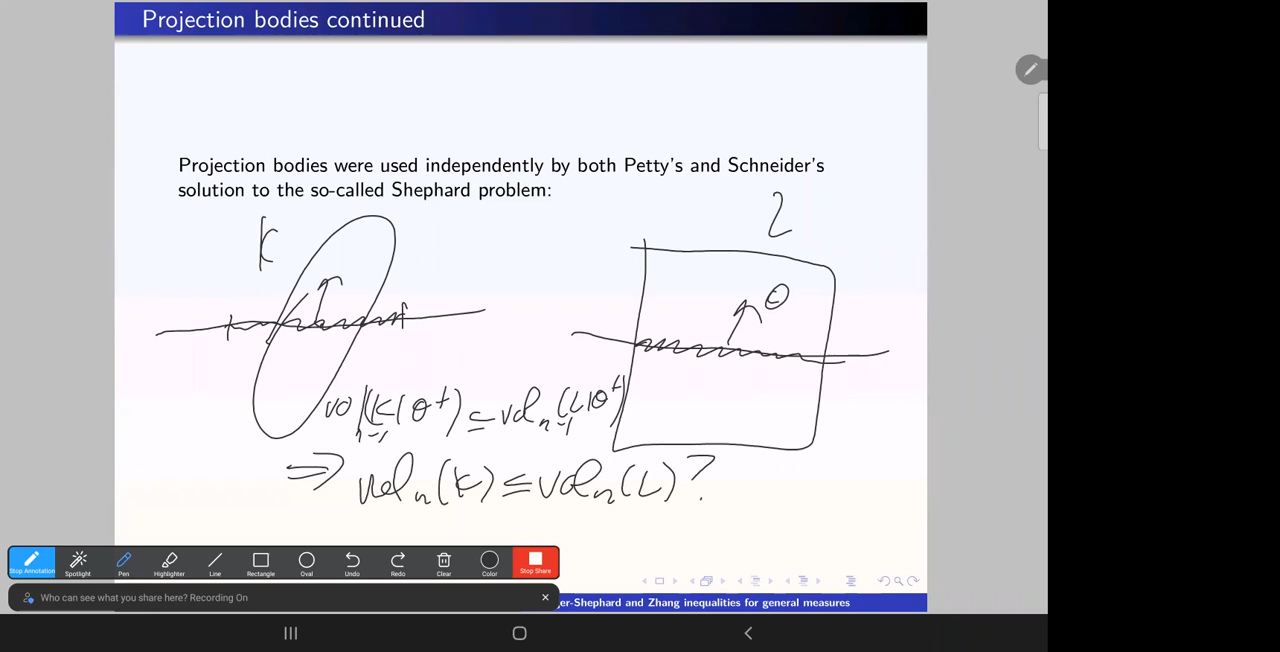 Projection bodies continued
Projection bodies were used independently by both Petty's and Schneider's
solution to the so-called Shephard problem:
K
L
θ
vol_{n-1}(K|θ^⊥) ≤ vol_{n-1}(L|θ^⊥)
⇒ vol_n(K) ≤ vol_n(L)?
Stop Annotation Spotlight Pen Highlighter Line Rectangle Oval Undo Redo Clear Color Stop Share
Who can see what you share here? Recording On
er-Shephard and Zhang inequalities for general measures